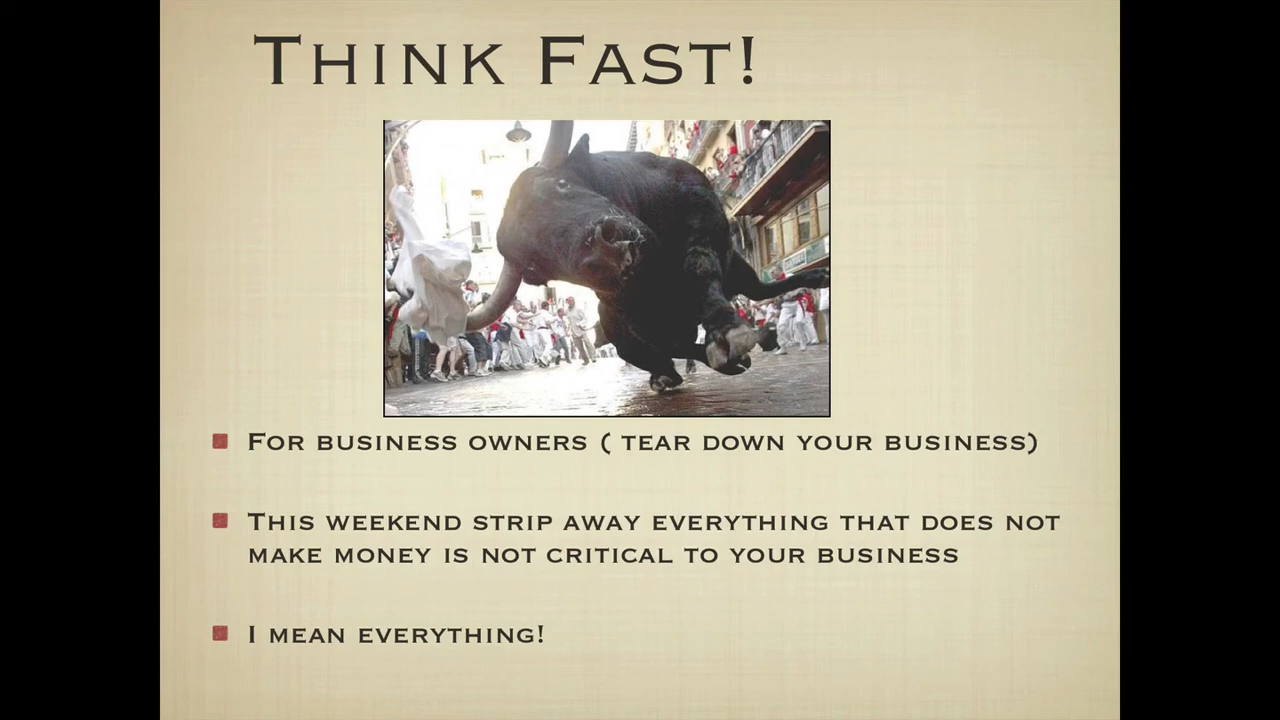 Think Fast!
For business owners ( tear down your business)
This weekend strip away everything that does not
make money is not critical to your business
I mean everything!